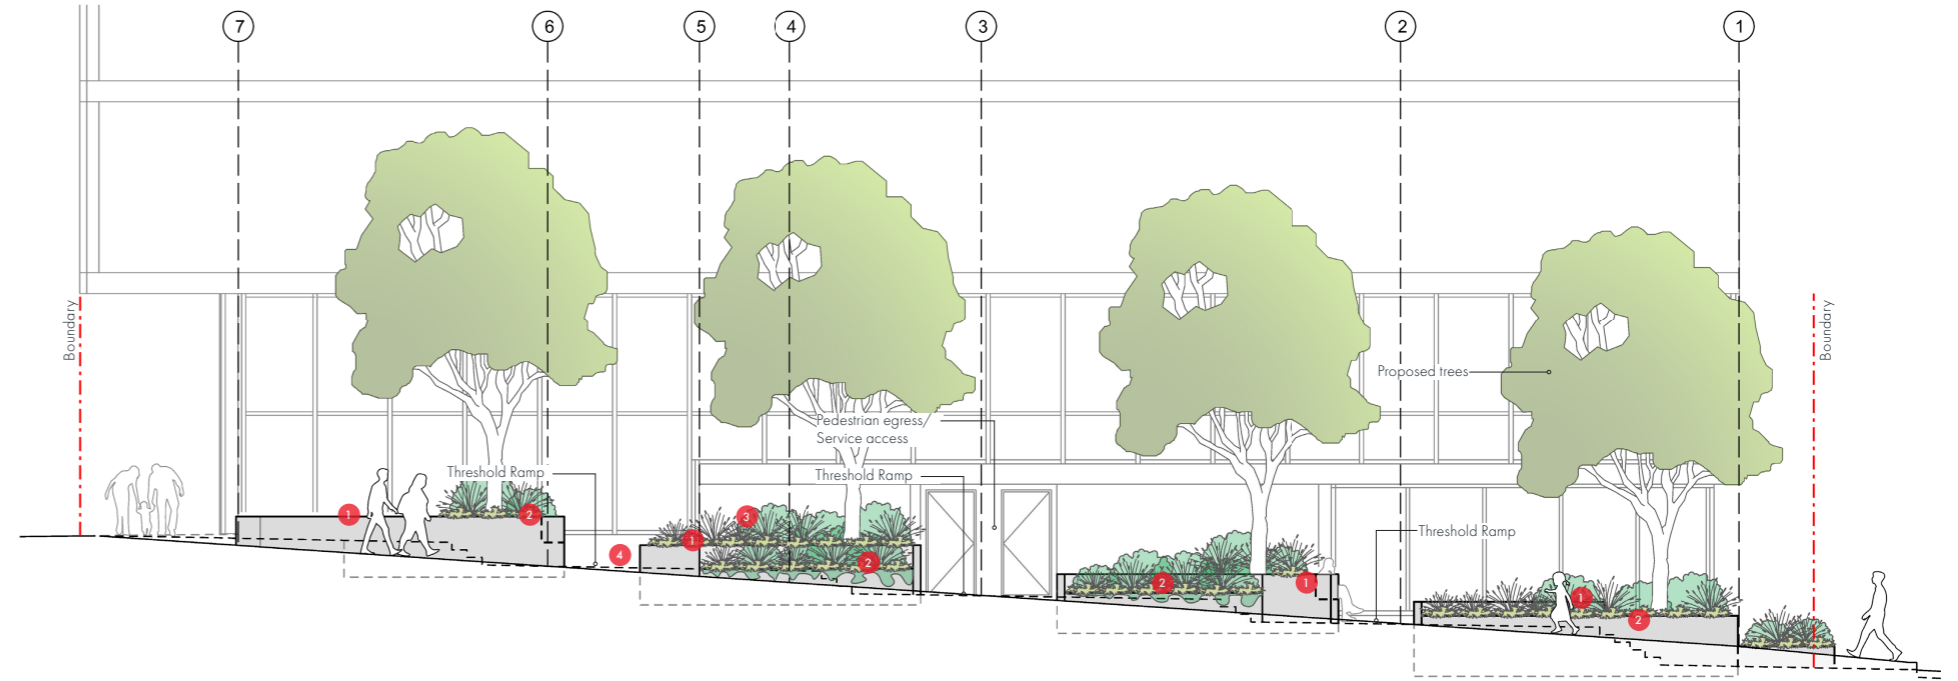 7 6 5 4 3 2 1
Boundary
Boundary
Proposed trees
Pedestrian egress/
Service access
Threshold Ramp
Threshold Ramp
Threshold Ramp
1
2
3
1
2
4
2
1
1
2